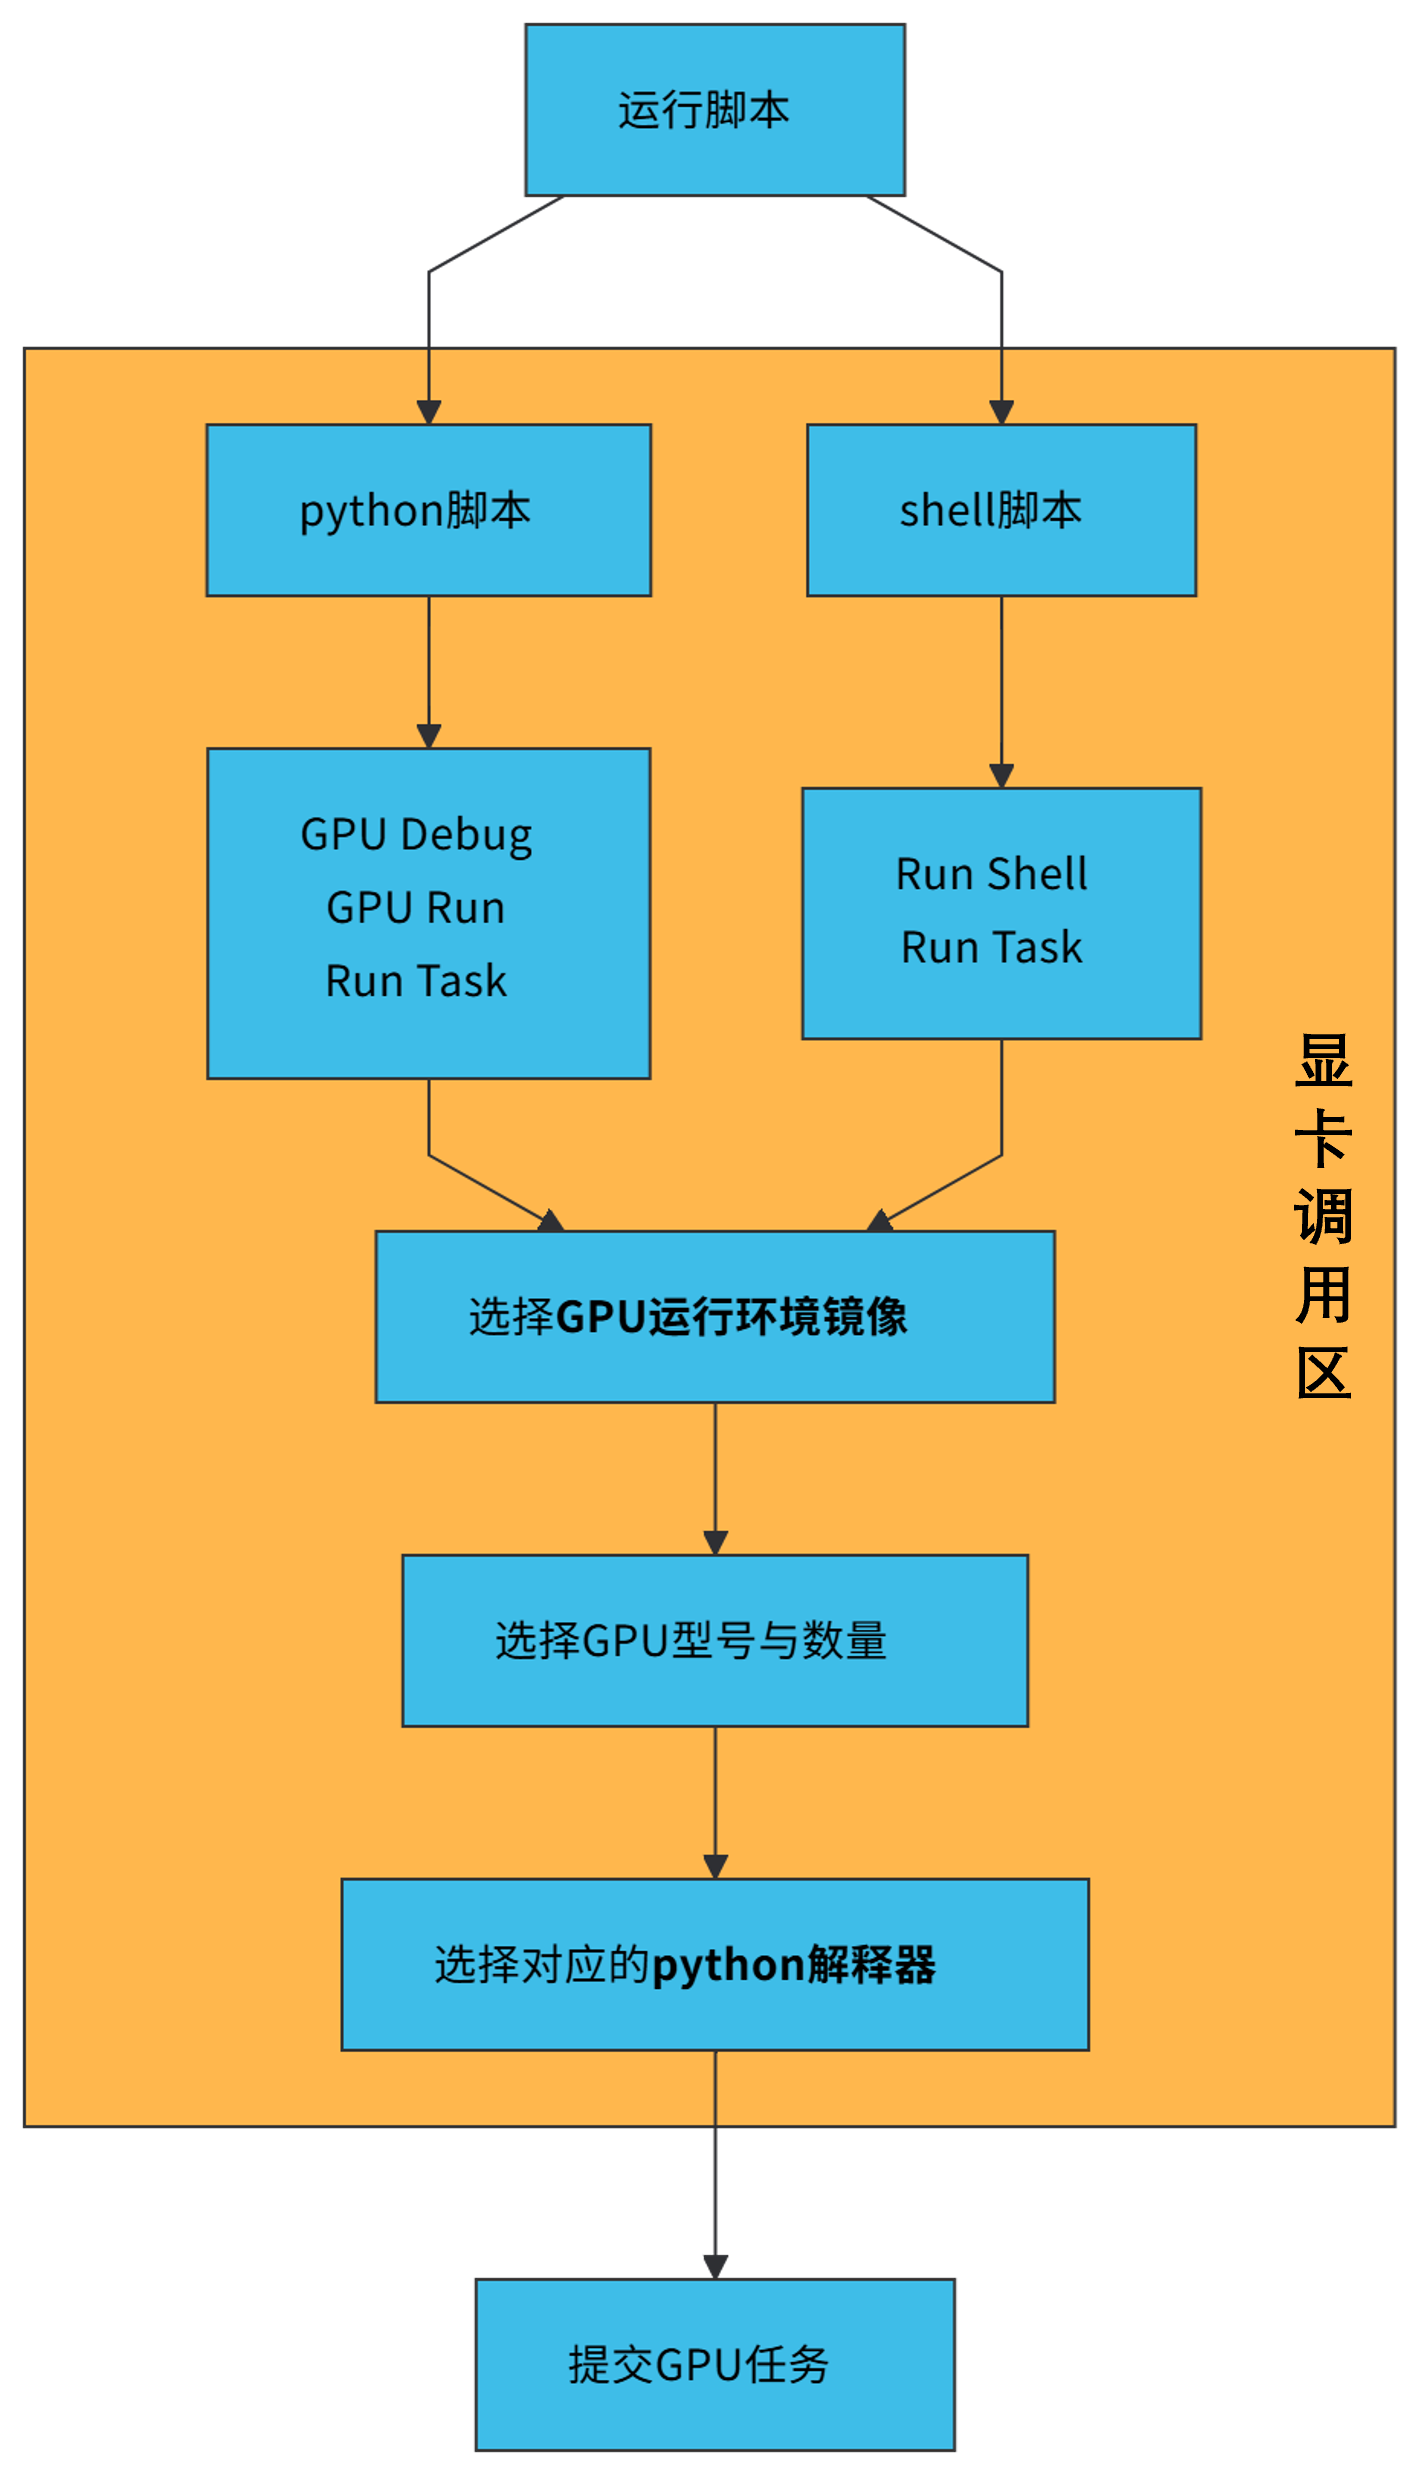 运行脚本
python脚本
shell脚本
GPU Debug
GPU Run
Run Task
Run Shell
Run Task
显卡调用区
选择GPU运行环境镜像
选择GPU型号与数量
选择对应的python解释器
提交GPU任务